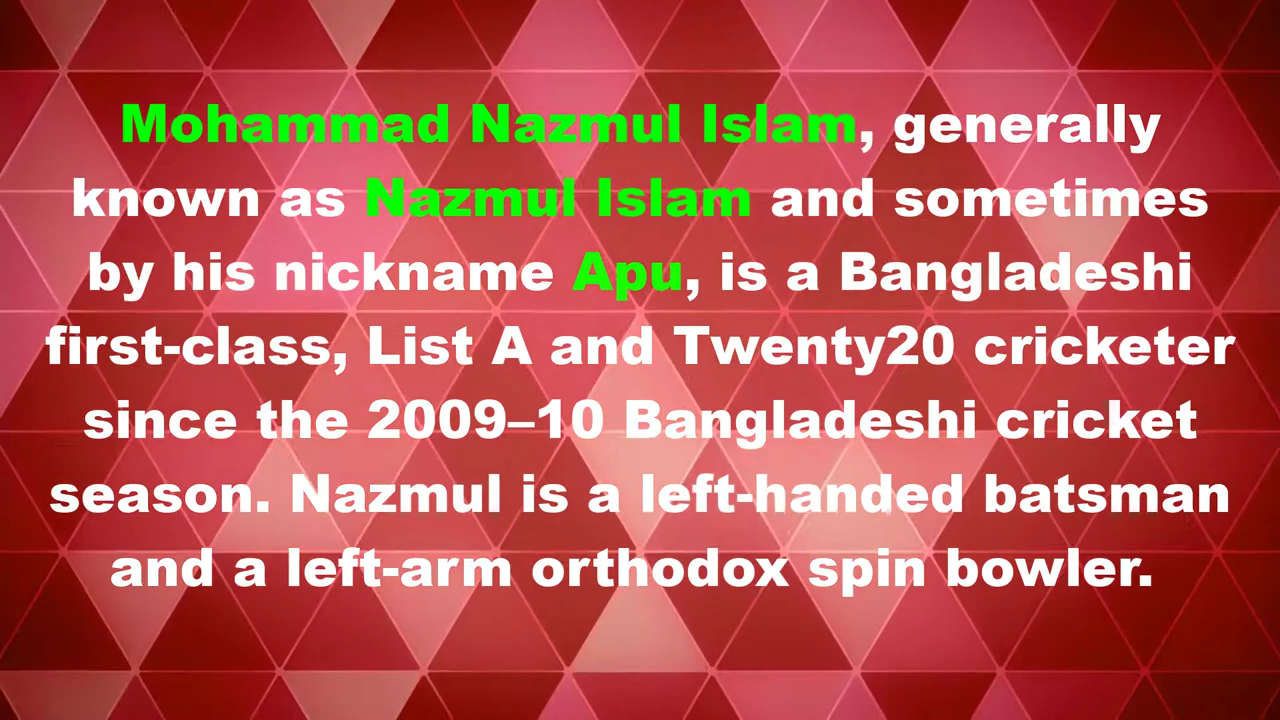 Mohammad Nazmul Islam, generally
known as Nazmul Islam and sometimes
by his nickname Apu, is a Bangladeshi
first-class, List A and Twenty20 cricketer
since the 2009–10 Bangladeshi cricket
season. Nazmul is a left-handed batsman
and a left-arm orthodox spin bowler.